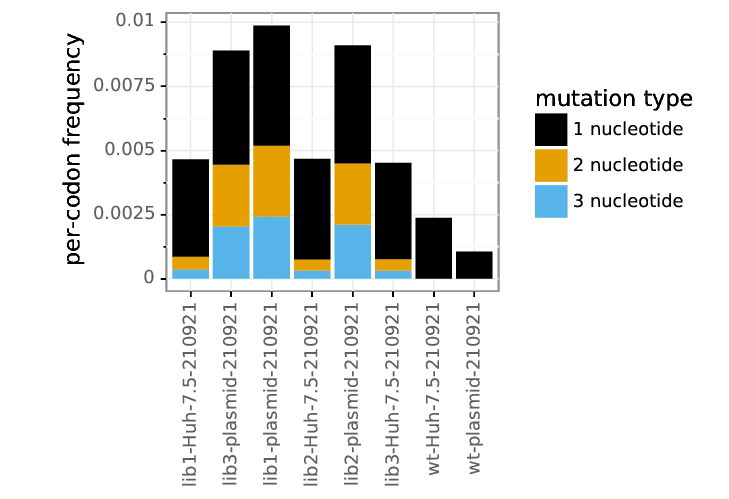 0.01
0.0075
0.005
0.0025
0
per-codon frequency
lib1-Huh-7.5-210921
lib3-plasmid-210921
lib1-plasmid-210921
lib2-Huh-7.5-210921
lib2-plasmid-210921
lib3-Huh-7.5-210921
wt-Huh-7.5-210921
wt-plasmid-210921
mutation type
1 nucleotide
2 nucleotide
3 nucleotide